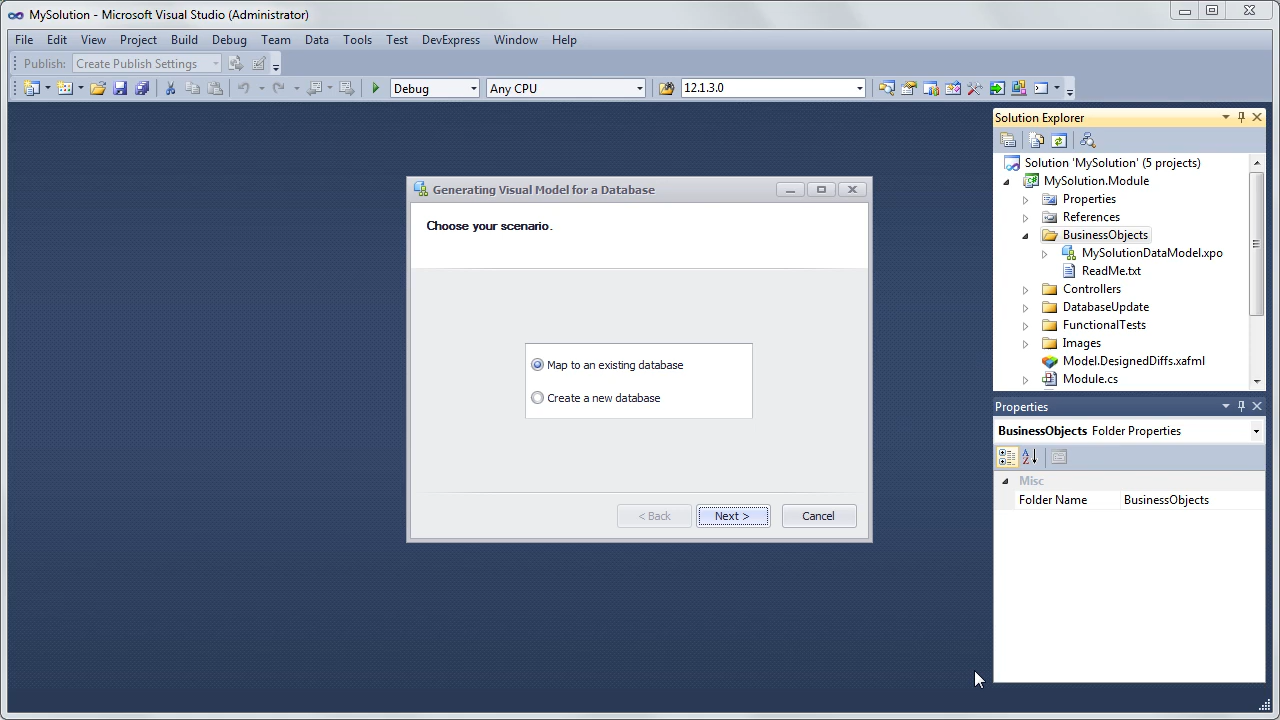 MySolution - Microsoft Visual Studio (Administrator)
File Edit View Project Build Debug Team Data Tools Test DevExpress Window Help
Publish: Create Publish Settings
Debug Any CPU 12.1.3.0
Solution Explorer
Solution 'MySolution' (5 projects)
MySolution.Module
Properties
References
BusinessObjects
MySolutionDataModel.xpo
ReadMe.txt
Controllers
DatabaseUpdate
FunctionalTests
Images
Model.DesignedDiffs.xafml
Module.cs
Generating Visual Model for a Database
Choose your scenario.
Map to an existing database
Create a new database
< Back Next > Cancel
Properties
BusinessObjects Folder Properties
Misc
Folder Name BusinessObjects